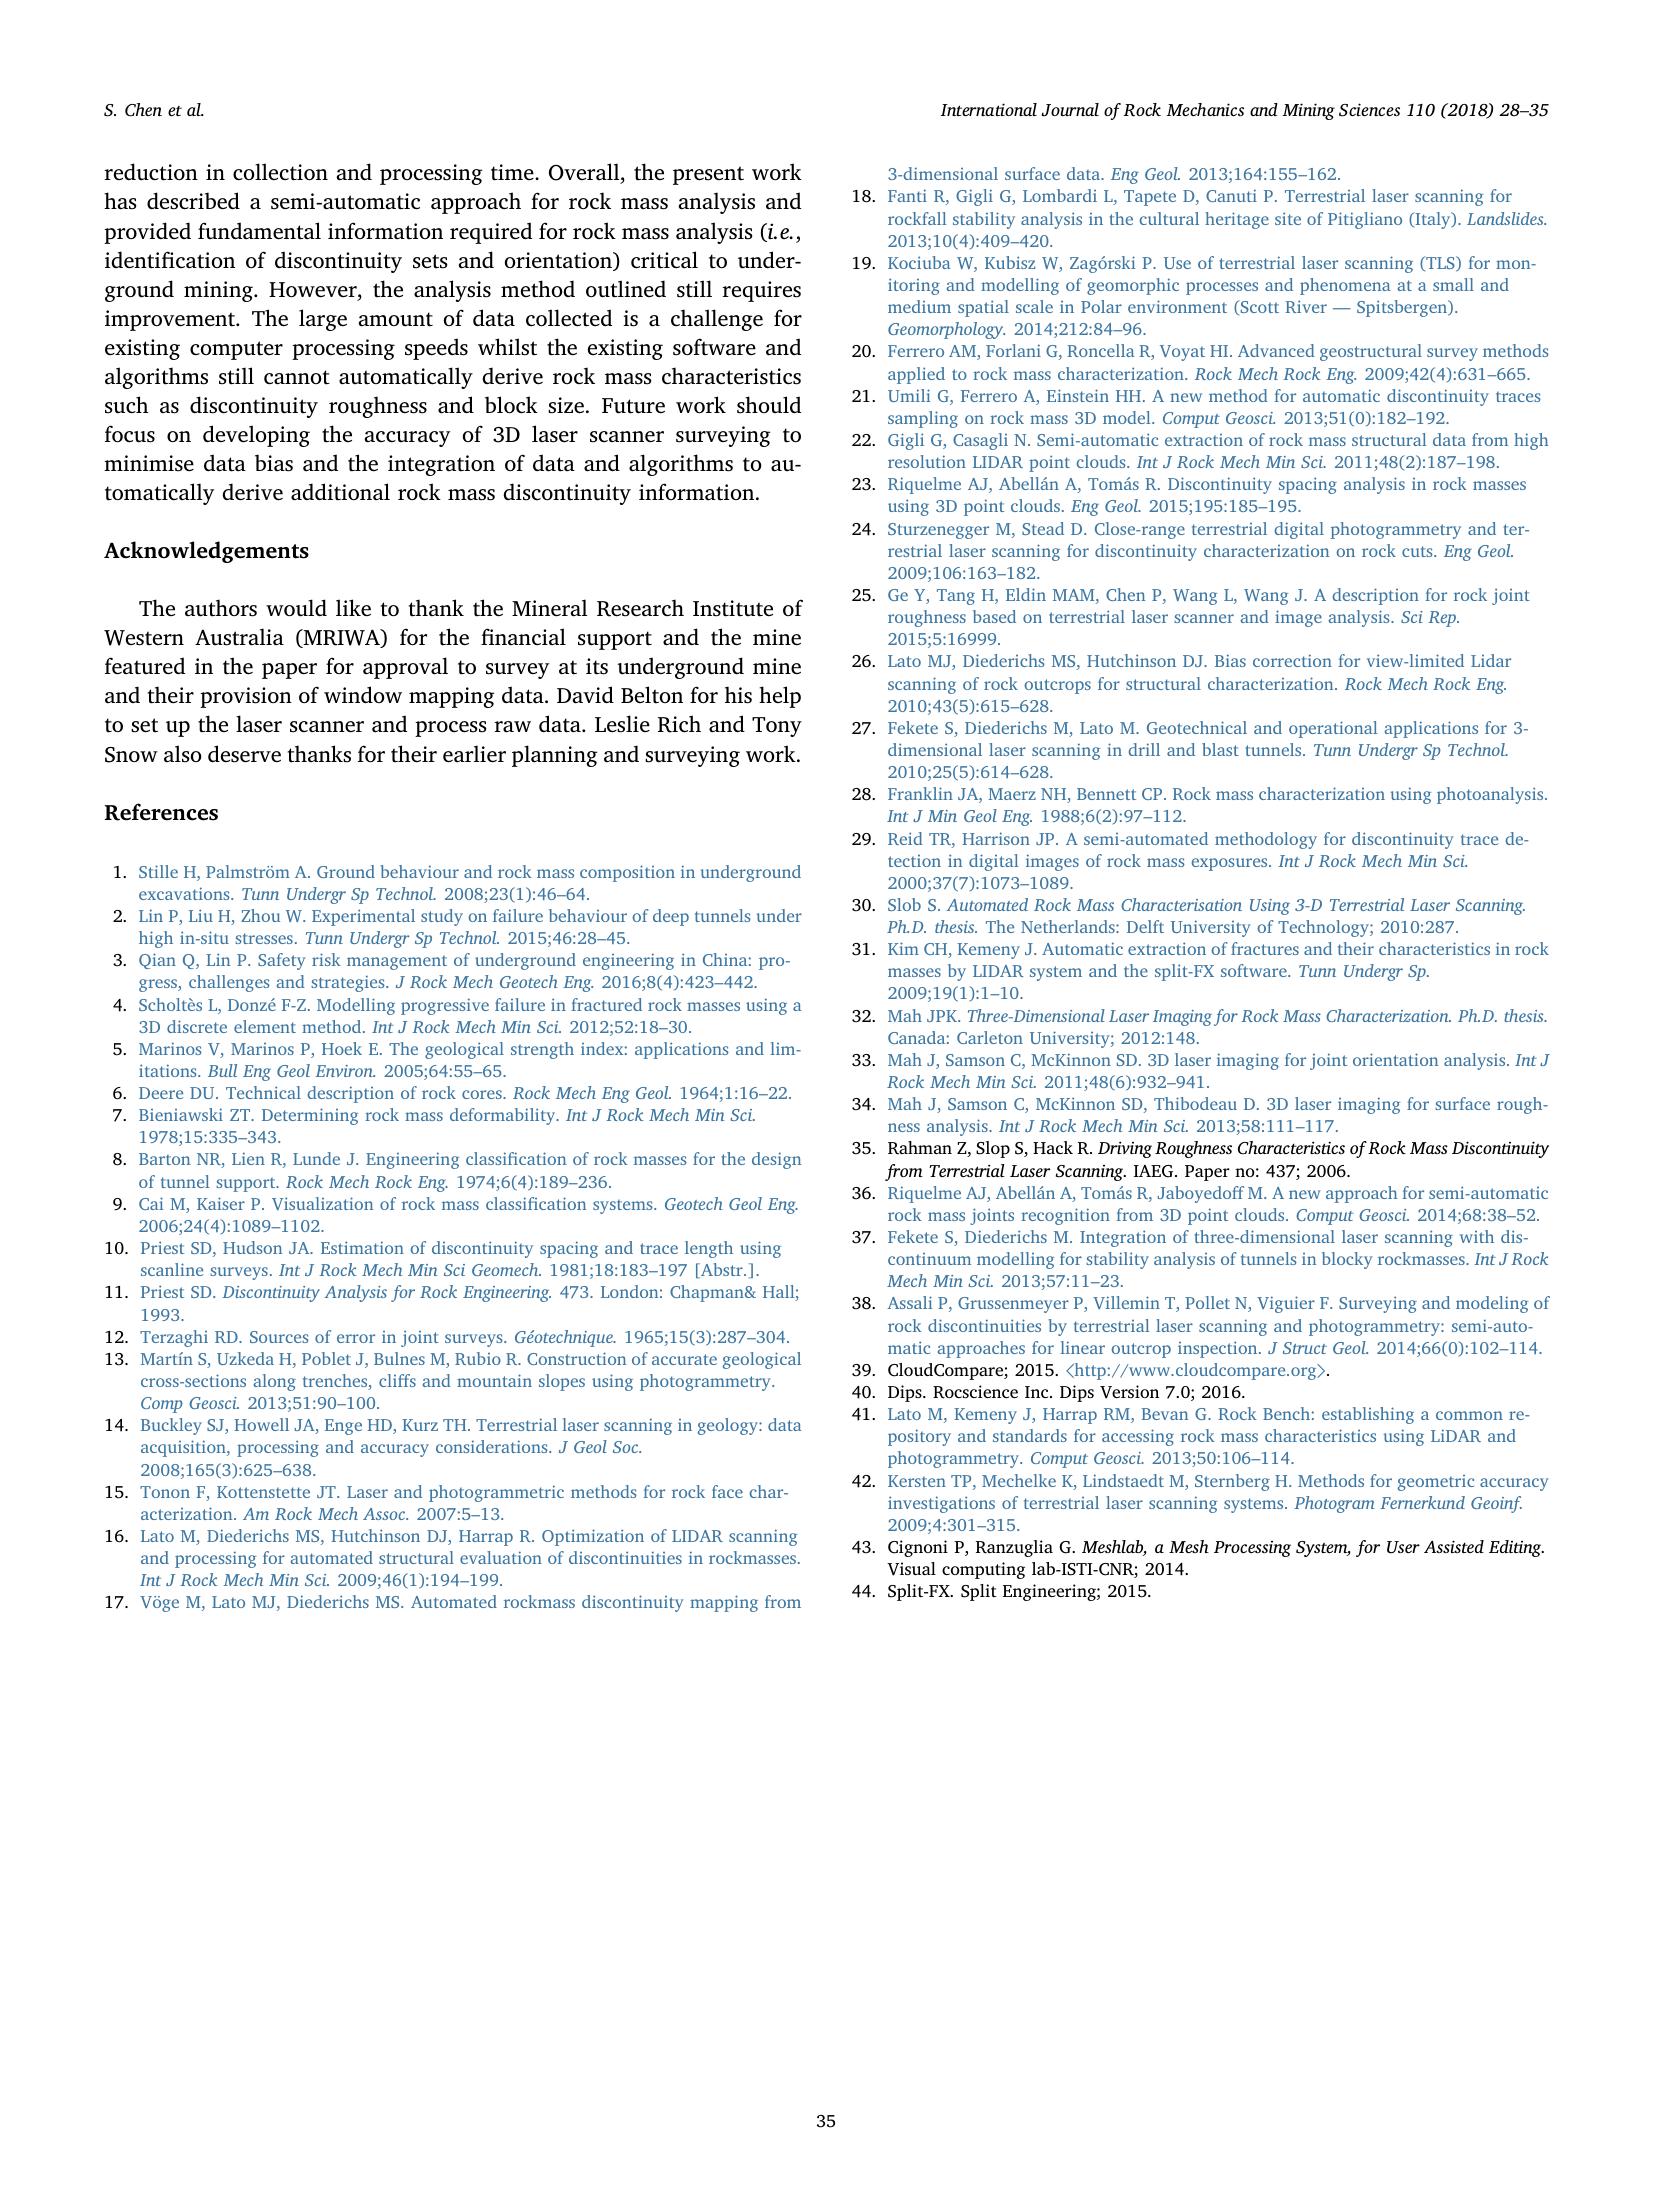 S. Chen et al.
International Journal of Rock Mechanics and Mining Sciences 110 (2018) 28–35
reduction in collection and processing time. Overall, the present work
has described a semi-automatic approach for rock mass analysis and
provided fundamental information required for rock mass analysis (i.e.,
identification of discontinuity sets and orientation) critical to under-
ground mining. However, the analysis method outlined still requires
improvement. The large amount of data collected is a challenge for
existing computer processing speeds whilst the existing software and
algorithms still cannot automatically derive rock mass characteristics
such as discontinuity roughness and block size. Future work should
focus on developing the accuracy of 3D laser scanner surveying to
minimise data bias and the integration of data and algorithms to au-
tomatically derive additional rock mass discontinuity information.
Acknowledgements
The authors would like to thank the Mineral Research Institute of
Western Australia (MRIWA) for the financial support and the mine
featured in the paper for approval to survey at its underground mine
and their provision of window mapping data. David Belton for his help
to set up the laser scanner and process raw data. Leslie Rich and Tony
Snow also deserve thanks for their earlier planning and surveying work.
References
1. Stille H, Palmström A. Ground behaviour and rock mass composition in underground
excavations. Tunn Undergr Sp Technol. 2008;23(1):46–64.
2. Lin P, Liu H, Zhou W. Experimental study on failure behaviour of deep tunnels under
high in-situ stresses. Tunn Undergr Sp Technol. 2015;46:28–45.
3. Qian Q, Lin P. Safety risk management of underground engineering in China: pro-
gress, challenges and strategies. J Rock Mech Geotech Eng. 2016;8(4):423–442.
4. Scholtès L, Donzé F-Z. Modelling progressive failure in fractured rock masses using a
3D discrete element method. Int J Rock Mech Min Sci. 2012;52:18–30.
5. Marinos V, Marinos P, Hoek E. The geological strength index: applications and lim-
itations. Bull Eng Geol Environ. 2005;64:55–65.
6. Deere DU. Technical description of rock cores. Rock Mech Eng Geol. 1964;1:16–22.
7. Bieniawski ZT. Determining rock mass deformability. Int J Rock Mech Min Sci.
1978;15:335–343.
8. Barton NR, Lien R, Lunde J. Engineering classification of rock masses for the design
of tunnel support. Rock Mech Rock Eng. 1974;6(4):189–236.
9. Cai M, Kaiser P. Visualization of rock mass classification systems. Geotech Geol Eng.
2006;24(4):1089–1102.
10. Priest SD, Hudson JA. Estimation of discontinuity spacing and trace length using
scanline surveys. Int J Rock Mech Min Sci Geomech. 1981;18:183–197 [Abstr.].
11. Priest SD. Discontinuity Analysis for Rock Engineering. 473. London: Chapman& Hall;
1993.
12. Terzaghi RD. Sources of error in joint surveys. Géotechnique. 1965;15(3):287–304.
13. Martín S, Uzkeda H, Poblet J, Bulnes M, Rubio R. Construction of accurate geological
cross-sections along trenches, cliffs and mountain slopes using photogrammetry.
Comp Geosci. 2013;51:90–100.
14. Buckley SJ, Howell JA, Enge HD, Kurz TH. Terrestrial laser scanning in geology: data
acquisition, processing and accuracy considerations. J Geol Soc.
2008;165(3):625–638.
15. Tonon F, Kottenstette JT. Laser and photogrammetric methods for rock face char-
acterization. Am Rock Mech Assoc. 2007:5–13.
16. Lato M, Diederichs MS, Hutchinson DJ, Harrap R. Optimization of LIDAR scanning
and processing for automated structural evaluation of discontinuities in rockmasses.
Int J Rock Mech Min Sci. 2009;46(1):194–199.
17. Vöge M, Lato MJ, Diederichs MS. Automated rockmass discontinuity mapping from
3-dimensional surface data. Eng Geol. 2013;164:155–162.
18. Fanti R, Gigli G, Lombardi L, Tapete D, Canuti P. Terrestrial laser scanning for
rockfall stability analysis in the cultural heritage site of Pitigliano (Italy). Landslides.
2013;10(4):409–420.
19. Kociuba W, Kubisz W, Zagórski P. Use of terrestrial laser scanning (TLS) for mon-
itoring and modelling of geomorphic processes and phenomena at a small and
medium spatial scale in Polar environment (Scott River — Spitsbergen).
Geomorphology. 2014;212:84–96.
20. Ferrero AM, Forlani G, Roncella R, Voyat HI. Advanced geostructural survey methods
applied to rock mass characterization. Rock Mech Rock Eng. 2009;42(4):631–665.
21. Umili G, Ferrero A, Einstein HH. A new method for automatic discontinuity traces
sampling on rock mass 3D model. Comput Geosci. 2013;51(0):182–192.
22. Gigli G, Casagli N. Semi-automatic extraction of rock mass structural data from high
resolution LIDAR point clouds. Int J Rock Mech Min Sci. 2011;48(2):187–198.
23. Riquelme AJ, Abellán A, Tomás R. Discontinuity spacing analysis in rock masses
using 3D point clouds. Eng Geol. 2015;195:185–195.
24. Sturzenegger M, Stead D. Close-range terrestrial digital photogrammetry and ter-
restrial laser scanning for discontinuity characterization on rock cuts. Eng Geol.
2009;106:163–182.
25. Ge Y, Tang H, Eldin MAM, Chen P, Wang L, Wang J. A description for rock joint
roughness based on terrestrial laser scanner and image analysis. Sci Rep.
2015;5:16999.
26. Lato MJ, Diederichs MS, Hutchinson DJ. Bias correction for view-limited Lidar
scanning of rock outcrops for structural characterization. Rock Mech Rock Eng.
2010;43(5):615–628.
27. Fekete S, Diederichs M, Lato M. Geotechnical and operational applications for 3-
dimensional laser scanning in drill and blast tunnels. Tunn Undergr Sp Technol.
2010;25(5):614–628.
28. Franklin JA, Maerz NH, Bennett CP. Rock mass characterization using photoanalysis.
Int J Min Geol Eng. 1988;6(2):97–112.
29. Reid TR, Harrison JP. A semi-automated methodology for discontinuity trace de-
tection in digital images of rock mass exposures. Int J Rock Mech Min Sci.
2000;37(7):1073–1089.
30. Slob S. Automated Rock Mass Characterisation Using 3-D Terrestrial Laser Scanning.
Ph.D. thesis. The Netherlands: Delft University of Technology; 2010:287.
31. Kim CH, Kemeny J. Automatic extraction of fractures and their characteristics in rock
masses by LIDAR system and the split-FX software. Tunn Undergr Sp.
2009;19(1):1–10.
32. Mah JPK. Three-Dimensional Laser Imaging for Rock Mass Characterization. Ph.D. thesis.
Canada: Carleton University; 2012:148.
33. Mah J, Samson C, McKinnon SD. 3D laser imaging for joint orientation analysis. Int J
Rock Mech Min Sci. 2011;48(6):932–941.
34. Mah J, Samson C, McKinnon SD, Thibodeau D. 3D laser imaging for surface rough-
ness analysis. Int J Rock Mech Min Sci. 2013;58:111–117.
35. Rahman Z, Slop S, Hack R. Driving Roughness Characteristics of Rock Mass Discontinuity
from Terrestrial Laser Scanning. IAEG. Paper no: 437; 2006.
36. Riquelme AJ, Abellán A, Tomás R, Jaboyedoff M. A new approach for semi-automatic
rock mass joints recognition from 3D point clouds. Comput Geosci. 2014;68:38–52.
37. Fekete S, Diederichs M. Integration of three-dimensional laser scanning with dis-
continuum modelling for stability analysis of tunnels in blocky rockmasses. Int J Rock
Mech Min Sci. 2013;57:11–23.
38. Assali P, Grussenmeyer P, Villemin T, Pollet N, Viguier F. Surveying and modeling of
rock discontinuities by terrestrial laser scanning and photogrammetry: semi-auto-
matic approaches for linear outcrop inspection. J Struct Geol. 2014;66(0):102–114.
39. CloudCompare; 2015. 〈http://www.cloudcompare.org〉.
40. Dips. Rocscience Inc. Dips Version 7.0; 2016.
41. Lato M, Kemeny J, Harrap RM, Bevan G. Rock Bench: establishing a common re-
pository and standards for accessing rock mass characteristics using LiDAR and
photogrammetry. Comput Geosci. 2013;50:106–114.
42. Kersten TP, Mechelke K, Lindstaedt M, Sternberg H. Methods for geometric accuracy
investigations of terrestrial laser scanning systems. Photogram Fernerkund Geoinf.
2009;4:301–315.
43. Cignoni P, Ranzuglia G. Meshlab, a Mesh Processing System, for User Assisted Editing.
Visual computing lab-ISTI-CNR; 2014.
44. Split-FX. Split Engineering; 2015.
35